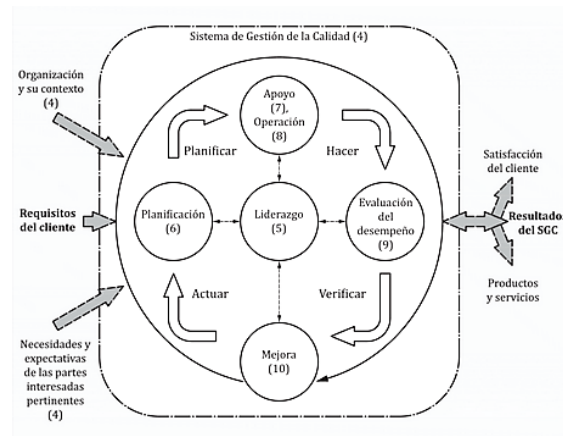 Sistema de Gestión de la Calidad (4)
Organización
y su contexto
(4)
Apoyo
(7),
Operación
(8)
Planificar
Hacer
Satisfacción
del cliente
Requisitos
del cliente
Planificación
(6)
Liderazgo
(5)
Evaluación
del
desempeño
(9)
Resultados
del SGC
Actuar
Verificar
Productos
y servicios
Necesidades y
expectativas
de las partes
interesadas
pertinentes
(4)
Mejora
(10)